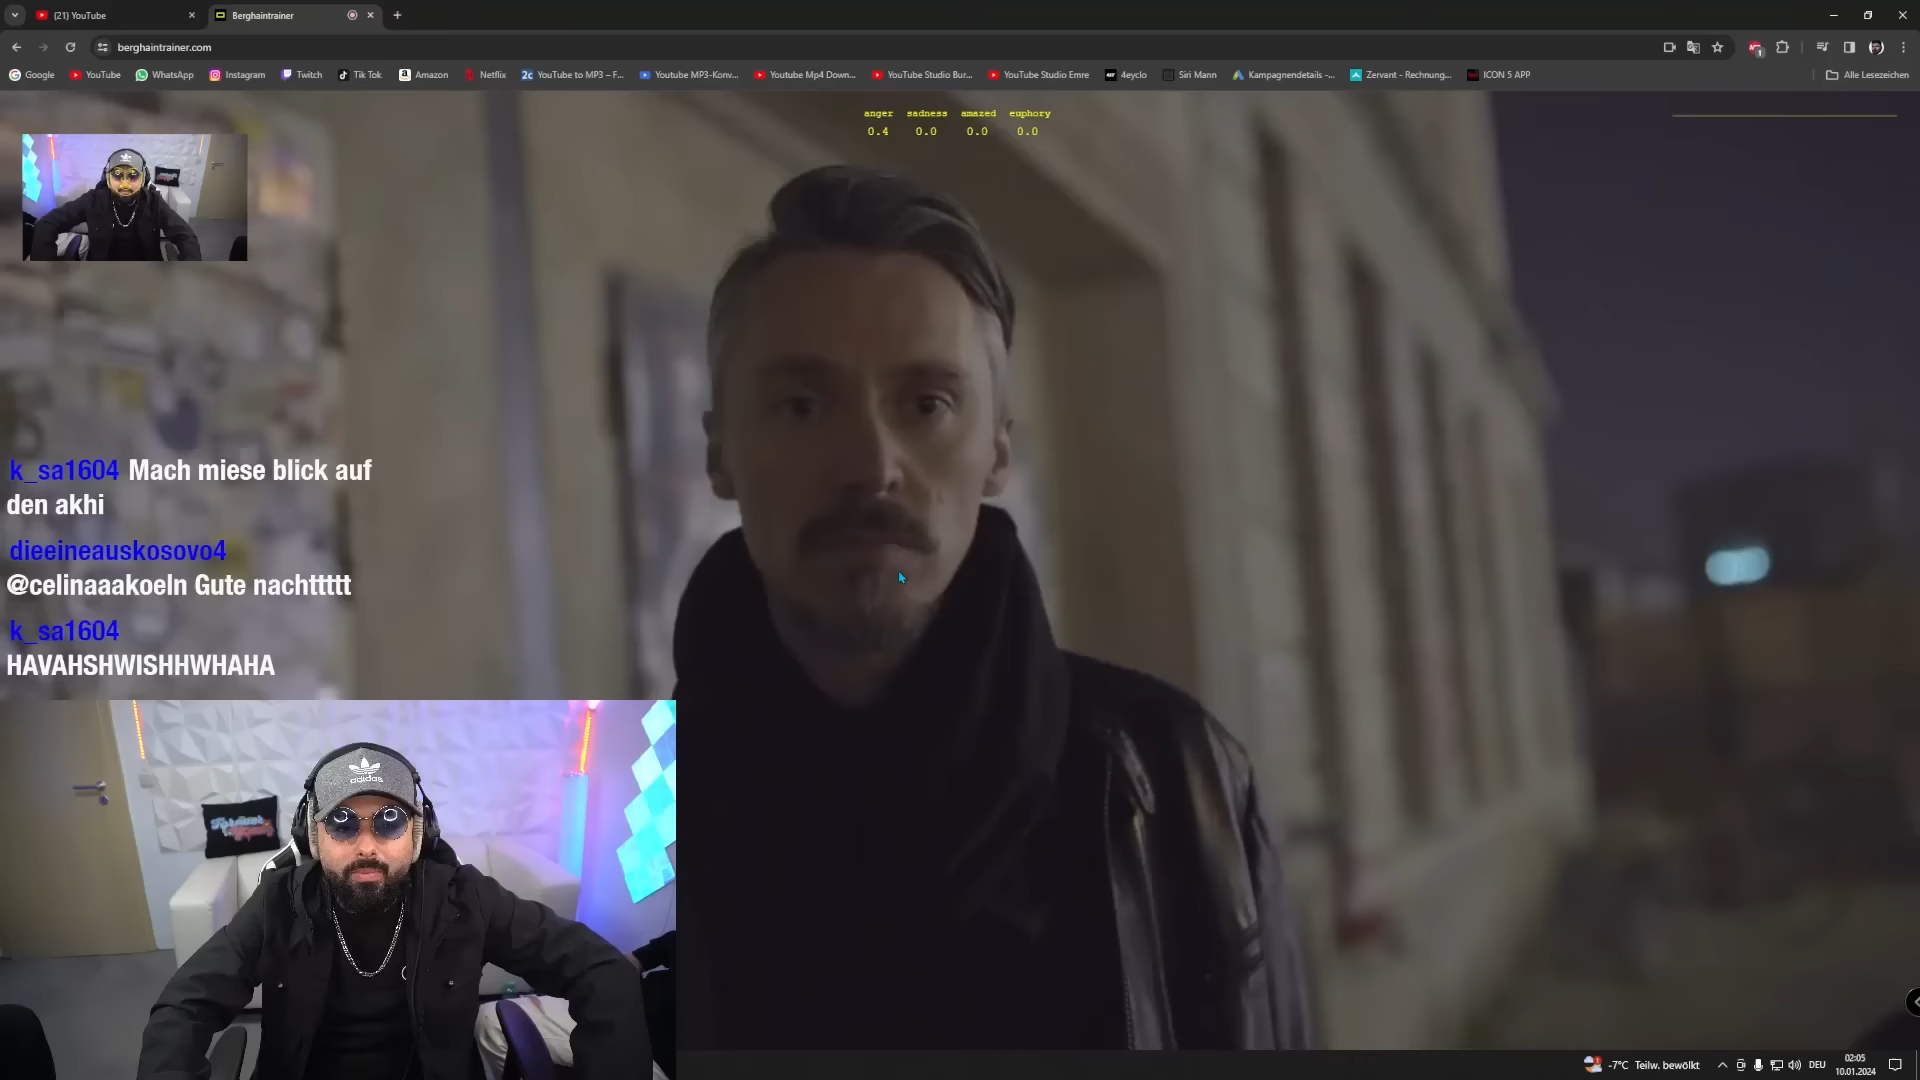 (21) YouTube
Berghaintrainer
berghaintrainer.com
Google YouTube WhatsApp Instagram Twitch Tik Tok Amazon Netflix YouTube to MP3 – F... Youtube MP3-Konv... Youtube Mp4 Down... YouTube Studio Bur... YouTube Studio Emre 4eyclo Siri Mann Kampagnendetails -... Zervant - Rechnung... ICON 5 APP Alle Lesezeichen
anger sadness amazed euphory
0.4 0.0 0.0 0.0
k_sa1604 Mach miese blick auf
den akhi
dieeineauskosovo4
@celinaaakoeln Gute nachttttt
k_sa1604
HAVAHSHWISHHWHAHA
adidas
-7°C Teilw. bewölkt DEU 02:05
10.01.2024